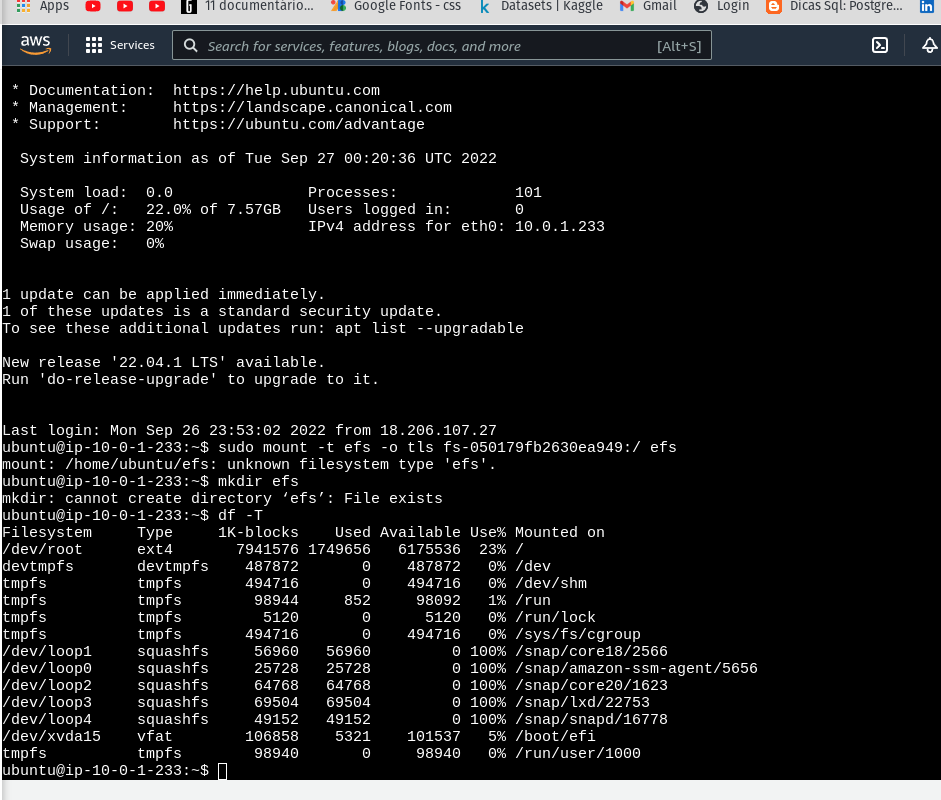 Apps 11 documentário... Google Fonts - css Datasets | Kaggle Gmail Login Dicas Sql: Postgre...
aws Services Search for services, features, blogs, docs, and more [Alt+S]
* Documentation:  https://help.ubuntu.com
* Management:     https://landscape.canonical.com
* Support:        https://ubuntu.com/advantage
System information as of Tue Sep 27 00:20:36 UTC 2022
System load:  0.0               Processes:             101
Usage of /:   22.0% of 7.57GB   Users logged in:       0
Memory usage: 20%               IPv4 address for eth0: 10.0.1.233
Swap usage:   0%
1 update can be applied immediately.
1 of these updates is a standard security update.
To see these additional updates run: apt list --upgradable
New release '22.04.1 LTS' available.
Run 'do-release-upgrade' to upgrade to it.
Last login: Mon Sep 26 23:53:02 2022 from 18.206.107.27
ubuntu@ip-10-0-1-233:~$ sudo mount -t efs -o tls fs-050179fb2630ea949:/ efs
mount: /home/ubuntu/efs: unknown filesystem type 'efs'.
ubuntu@ip-10-0-1-233:~$ mkdir efs
mkdir: cannot create directory ‘efs’: File exists
ubuntu@ip-10-0-1-233:~$ df -T
Filesystem     Type     1K-blocks    Used Available Use% Mounted on
/dev/root      ext4       7941576 1749656   6175536  23% /
devtmpfs       devtmpfs    487872       0    487872   0% /dev
tmpfs          tmpfs       494716       0    494716   0% /dev/shm
tmpfs          tmpfs        98944     852     98092   1% /run
tmpfs          tmpfs         5120       0      5120   0% /run/lock
tmpfs          tmpfs       494716       0    494716   0% /sys/fs/cgroup
/dev/loop1     squashfs     56960   56960         0 100% /snap/core18/2566
/dev/loop0     squashfs     25728   25728         0 100% /snap/amazon-ssm-agent/5656
/dev/loop2     squashfs     64768   64768         0 100% /snap/core20/1623
/dev/loop3     squashfs     69504   69504         0 100% /snap/lxd/22753
/dev/loop4     squashfs     49152   49152         0 100% /snap/snapd/16778
/dev/xvda15    vfat        106858    5321    101537   5% /boot/efi
tmpfs          tmpfs        98940       0     98940   0% /run/user/1000
ubuntu@ip-10-0-1-233:~$